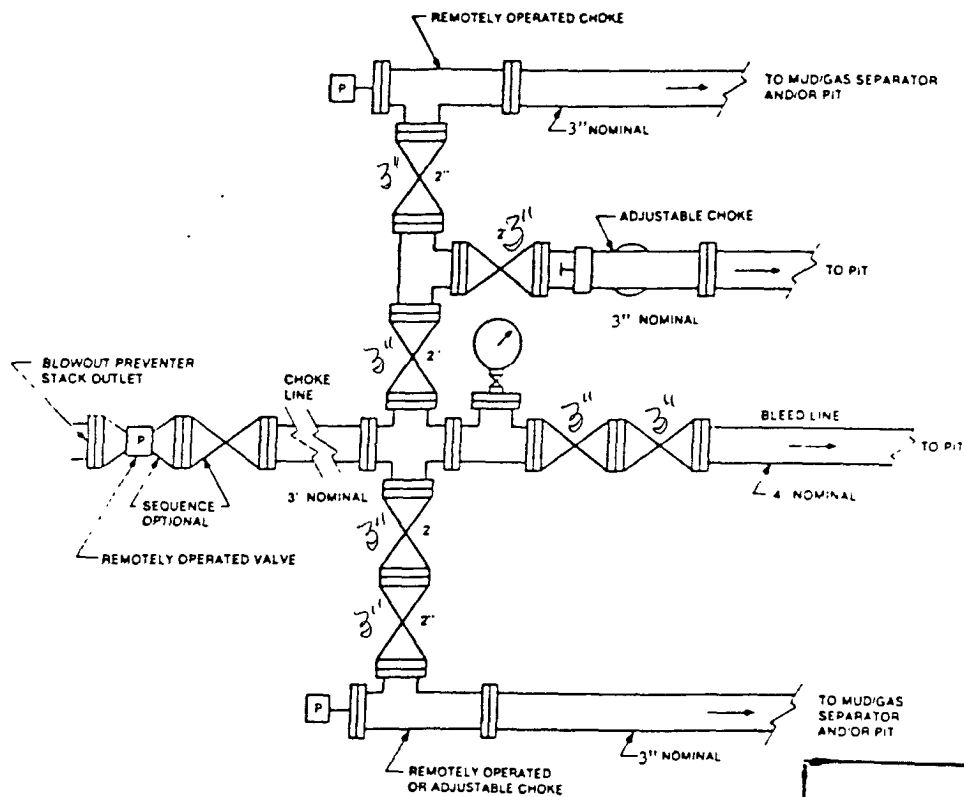 REMOTELY OPERATED CHOKE
P
TO MUD/GAS SEPARATOR
AND/OR PIT
3" NOMINAL
3"
2"
ADJUSTABLE CHOKE
2"
3"
TO PIT
3" NOMINAL
3"
2'
BLOWOUT PREVENTER
STACK OUTLET
CHOKE
LINE
3"
3"
BLEED LINE
P
TO PIT
SEQUENCE
OPTIONAL
3' NOMINAL
4 NOMINAL
3"
2
REMOTELY OPERATED VALVE
3"
2"
P
TO MUD/GAS
SEPARATOR
AND/OR PIT
3" NOMINAL
REMOTELY OPERATED
OR ADJUSTABLE CHOKE